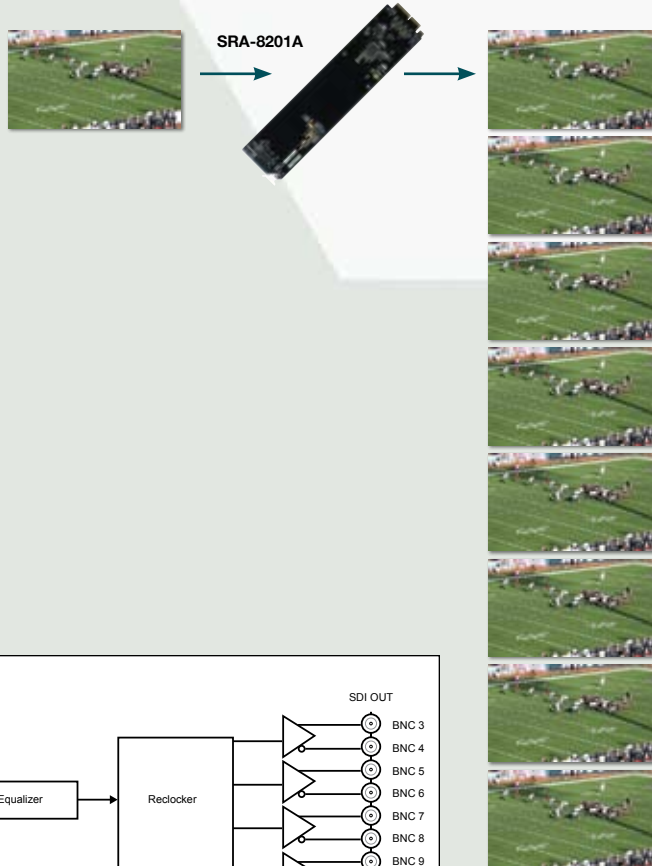 SRA-8201A
SDI OUT
BNC 3
BNC 4
BNC 5
Equalizer
Reclocker
BNC 6
BNC 7
BNC 8
BNC 9